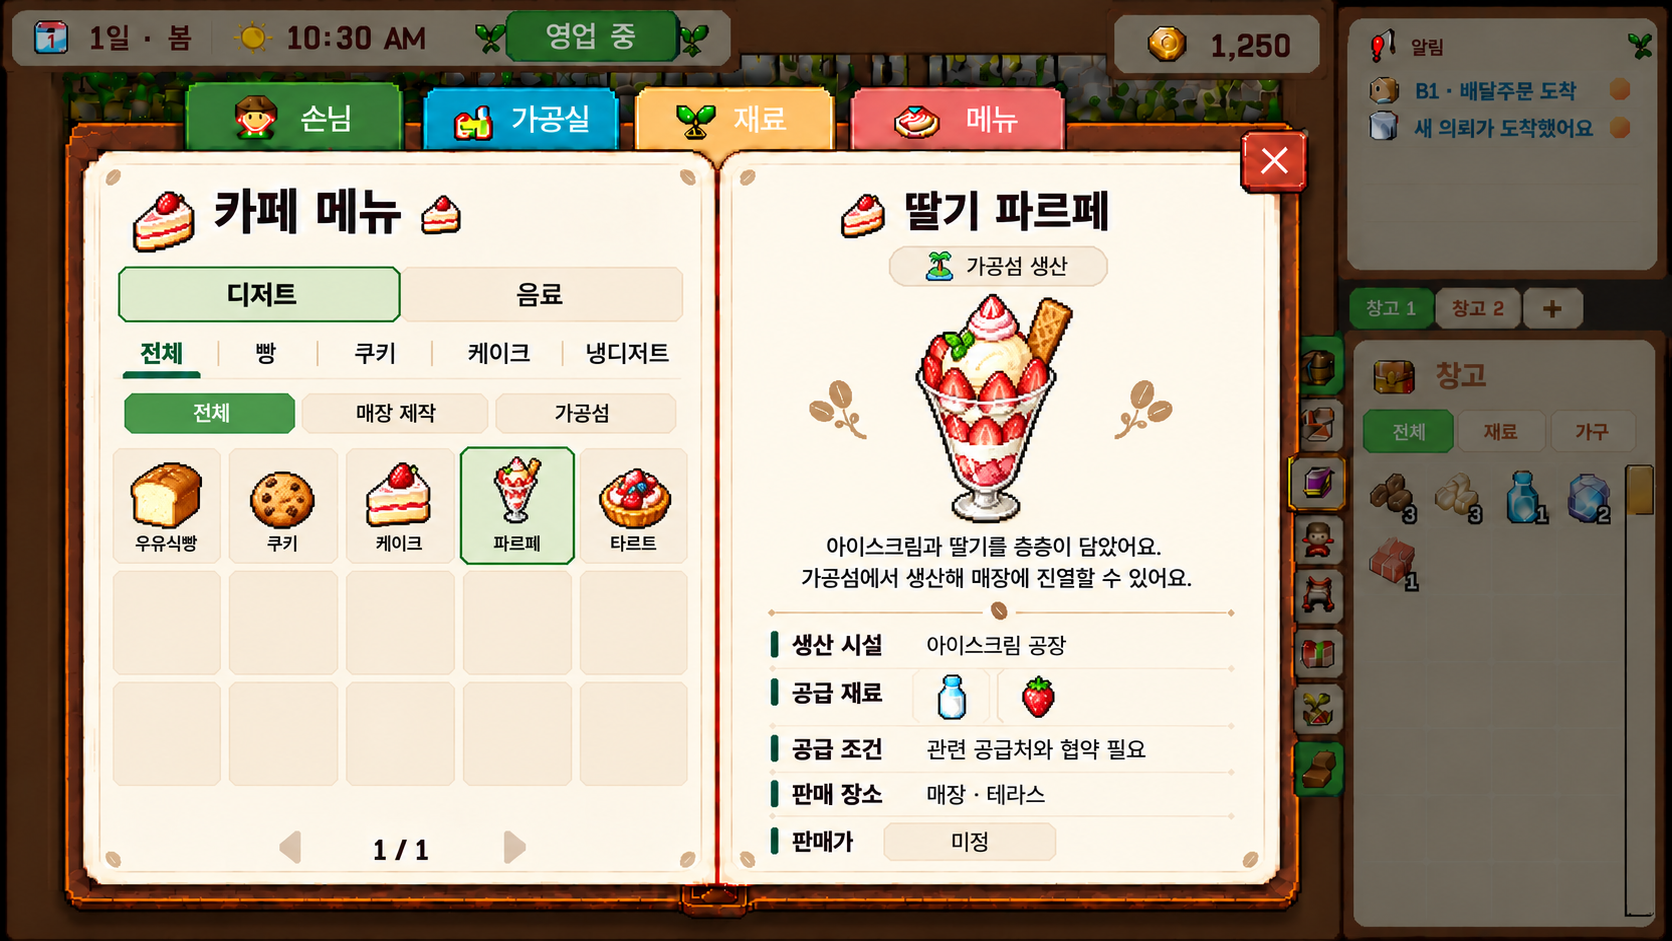 1일 · 봄
10:30 AM
영업 중
1,250
알림
B1 · 배달주문 도착
새 의뢰가 도착했어요
손님
가공실
재료
메뉴
카페 메뉴
디저트
음료
전체
빵
쿠키
케이크
냉디저트
전체
매장 제작
가공섬
우유식빵
쿠키
케이크
파르페
타르트
1 / 1
딸기 파르페
가공섬 생산
아이스크림과 딸기를 층층이 담았어요.
가공섬에서 생산해 매장에 진열할 수 있어요.
생산 시설
아이스크림 공장
공급 재료
공급 조건
관련 공급처와 협약 필요
판매 장소
매장 · 테라스
판매가
미정
창고 1
창고 2
+
창고
전체
재료
가구
3
3
1
2
1